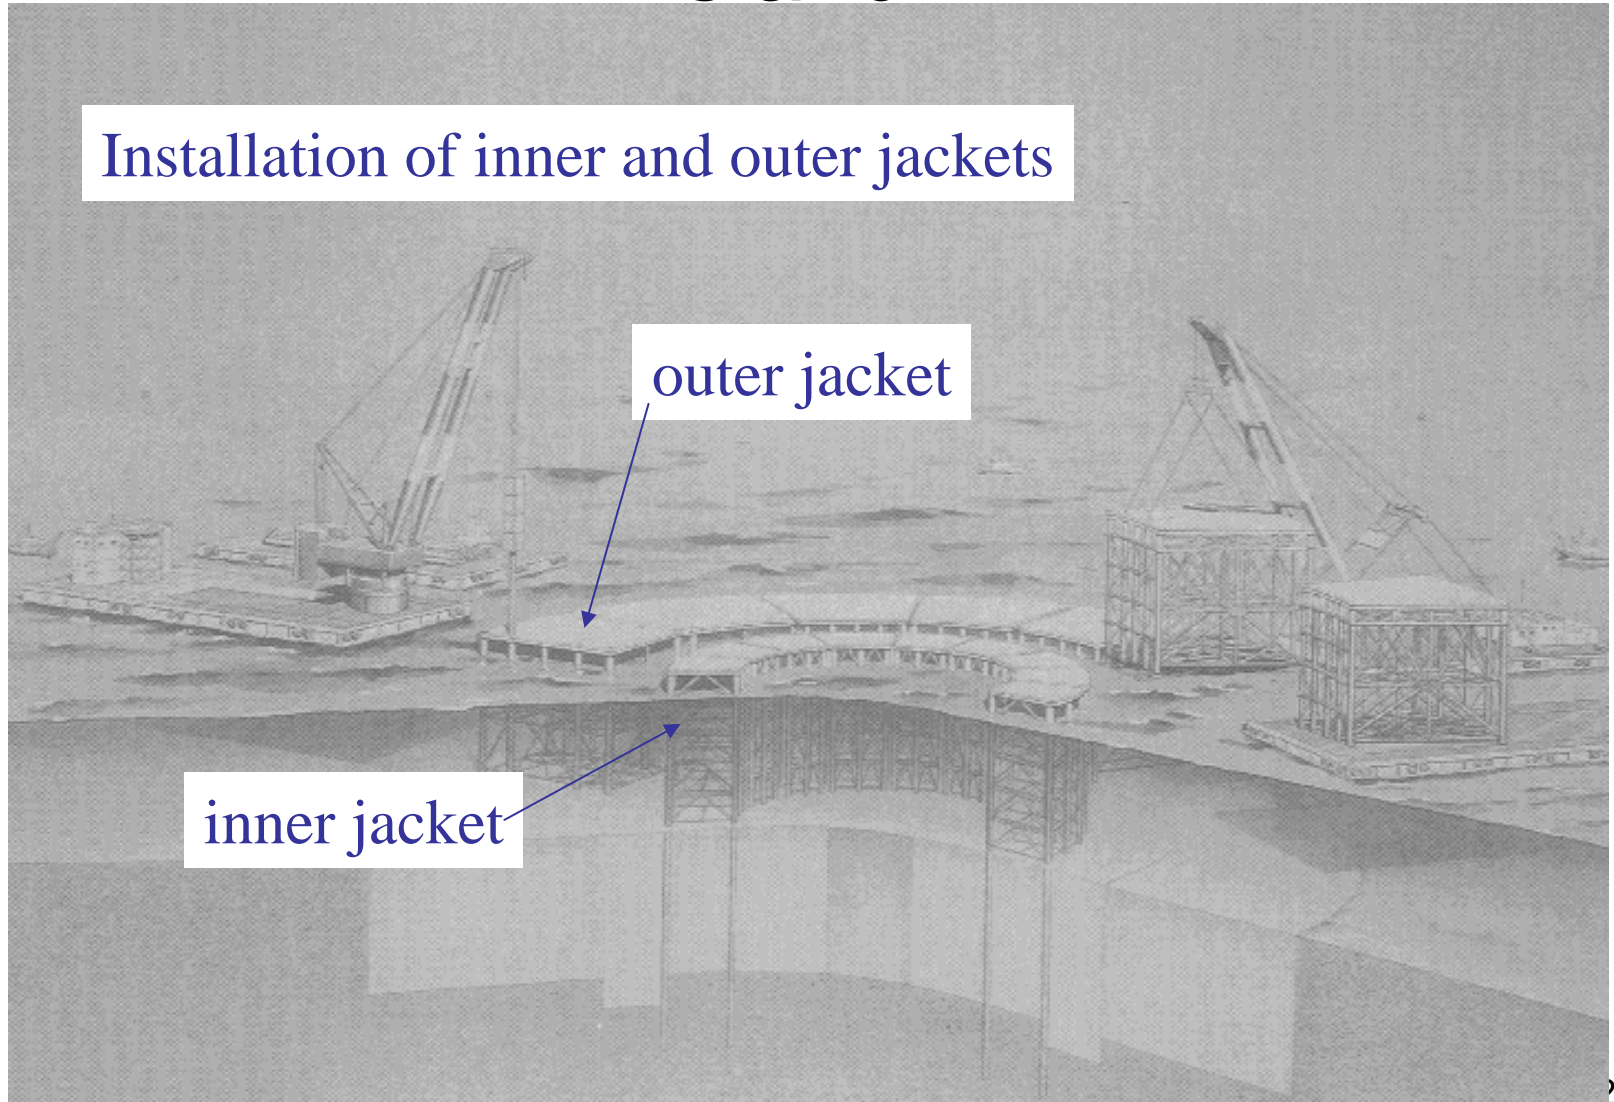 Installation of inner and outer jackets
outer jacket
inner jacket